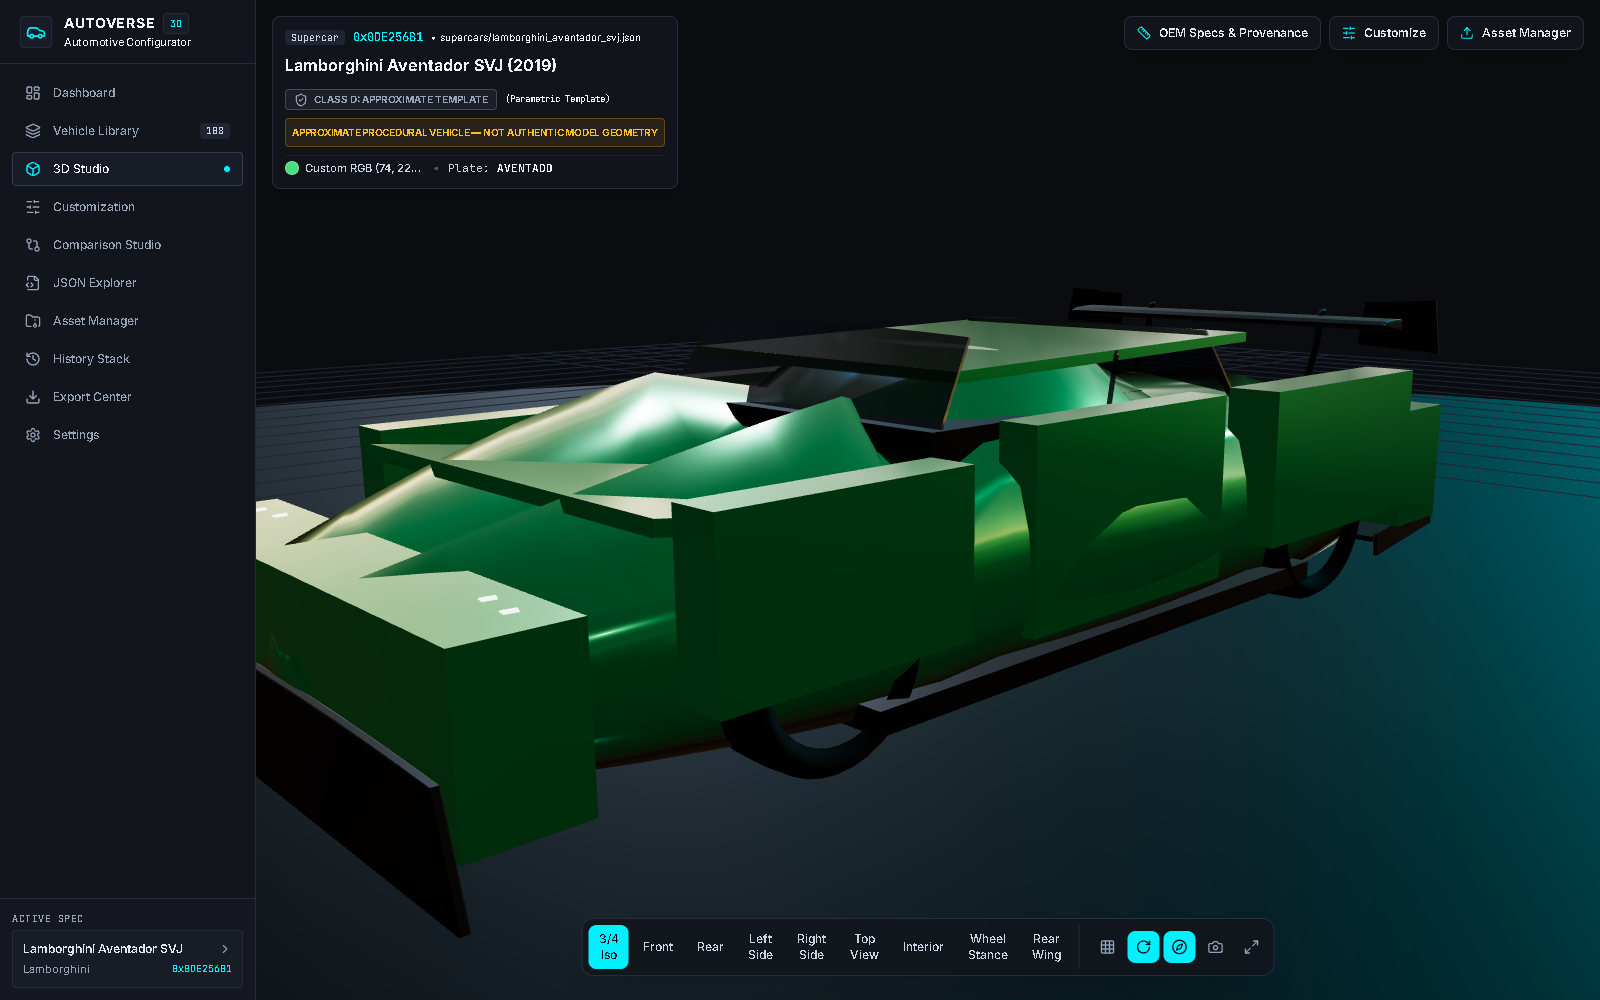 AUTOVERSE 3D
Automotive Configurator
Dashboard
Vehicle Library 188
3D Studio
Customization
Comparison Studio
JSON Explorer
Asset Manager
History Stack
Export Center
Settings
ACTIVE SPEC
Lamborghini Aventador SVJ
Lamborghini 0x0DE256B1
Supercar 0x0DE256B1 • supercars/lamborghini_aventador_svj.json
Lamborghini Aventador SVJ (2019)
CLASS D: APPROXIMATE TEMPLATE (Parametric Template)
APPROXIMATE PROCEDURAL VEHICLE — NOT AUTHENTIC MODEL GEOMETRY
Custom RGB (74, 22... • Plate: AVENTADO
OEM Specs & Provenance
Customize
Asset Manager
3/4 Iso
Front
Rear
Left Side
Right Side
Top View
Interior
Wheel Stance
Rear Wing